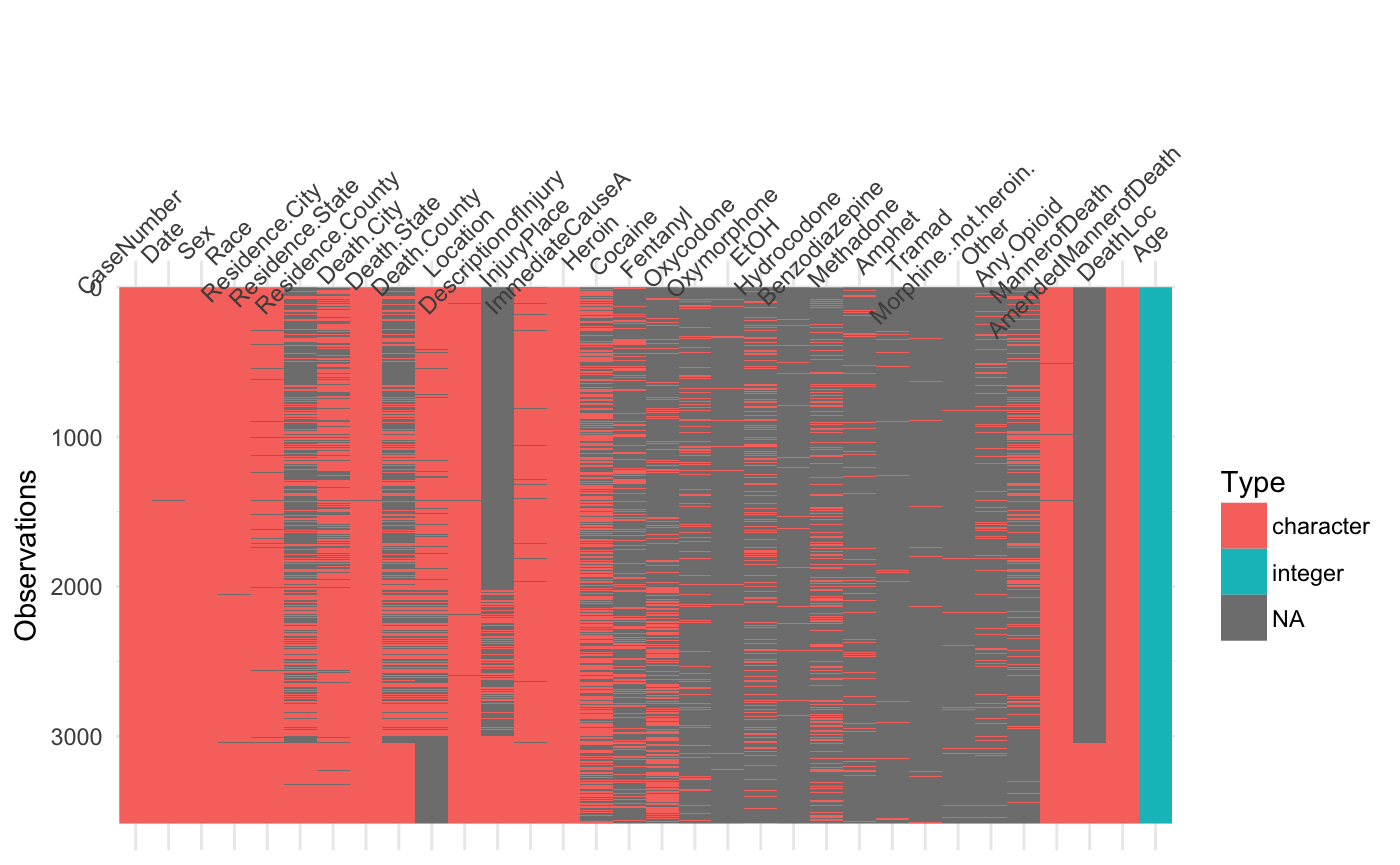 CaseNumber
Date
Sex
Race
Residence.City
Residence.State
Residence.County
Death.City
Death.State
Death.County
Location
DescriptionofInjury
InjuryPlace
ImmediateCauseA
Heroin
Cocaine
Fentanyl
Oxycodone
Oxymorphone
EtOH
Hydrocodone
Benzodiazepine
Methadone
Amphet
Tramad
Morphine..not.heroin.
Other
Any.Opioid
MannerofDeath
AmendedMannerofDeath
DeathLoc
Age
0
1000
2000
3000
Observations
Type
character
integer
NA